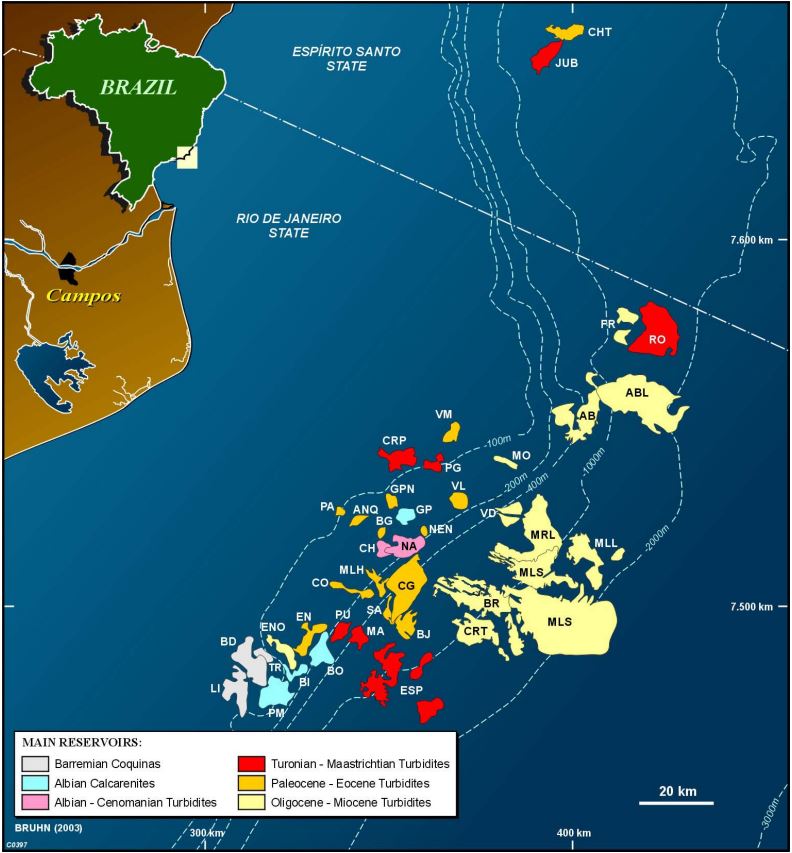 CHT
ESPÍRITO SANTO
STATE
JUB
BRAZIL
RIO DE JANEIRO
STATE
7.600 km
Campos
FR
RO
ABL
AB
VM
CRP
-100m
PG
MO
-200m
-400m
-1000m
GPN
VL
PA
ANQ
GP
VD
BG
NEN
-2000m
MRL
CH
NA
MLL
MLH
MLS
CO
CG
SA
BR
7.500 km
EN
PU
MLS
ENO
MA
BJ
CRT
BD
TR
BO
BI
LI
ESP
PM
MAIN RESERVOIRS:
Barremian Coquinas
Turonian - Maastrichtian Turbidites
Albian Calcarenites
Paleocene - Eocene Turbidites
Albian - Cenomanian Turbidites
Oligocene - Miocene Turbidites
20 km
-3000m
BRUHN (2003)
300 km
400 km
C0397